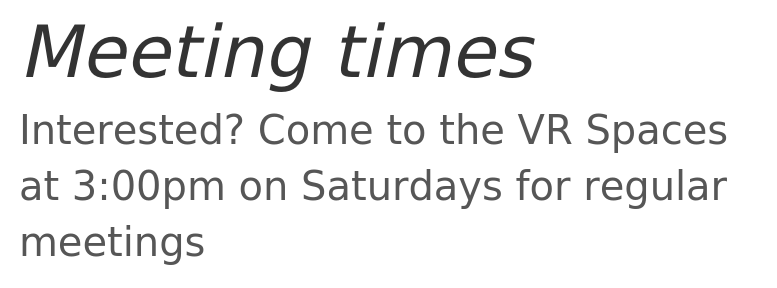 Meeting times
Interested? Come to the VR Spaces
at 3:00pm on Saturdays for regular
meetings